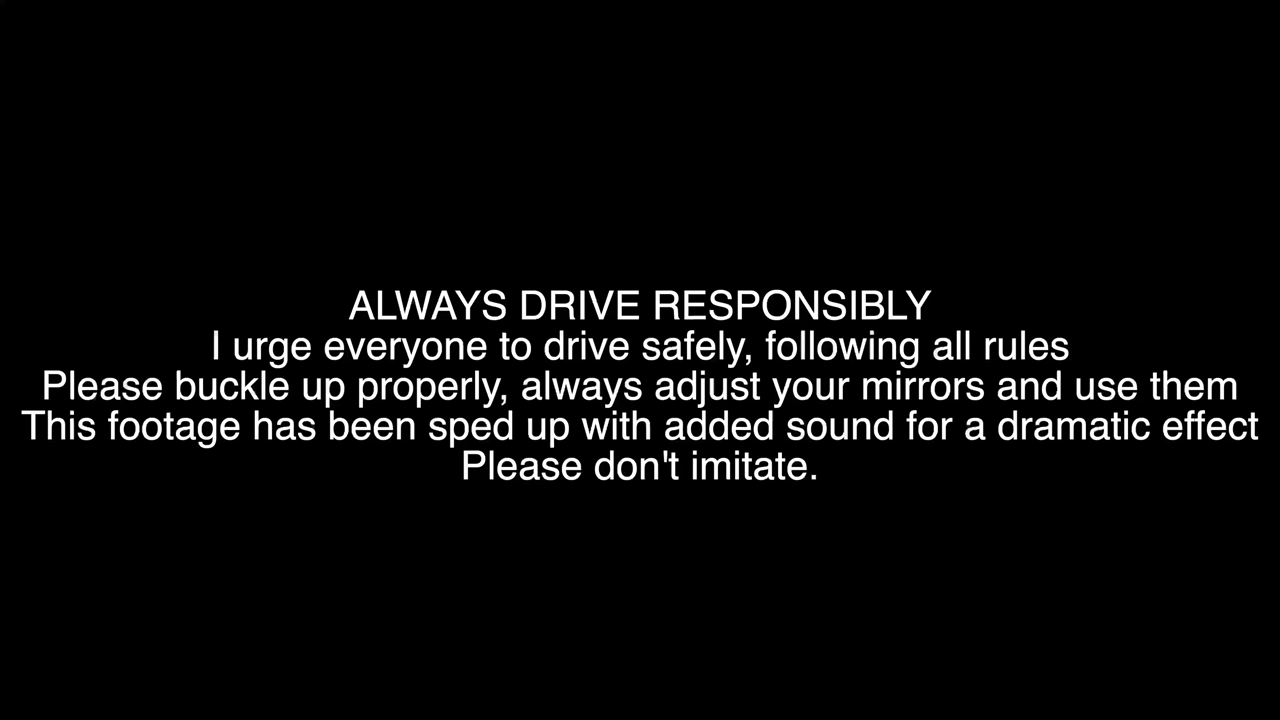 ALWAYS DRIVE RESPONSIBLY
I urge everyone to drive safely, following all rules
Please buckle up properly, always adjust your mirrors and use them
This footage has been sped up with added sound for a dramatic effect
Please don't imitate.